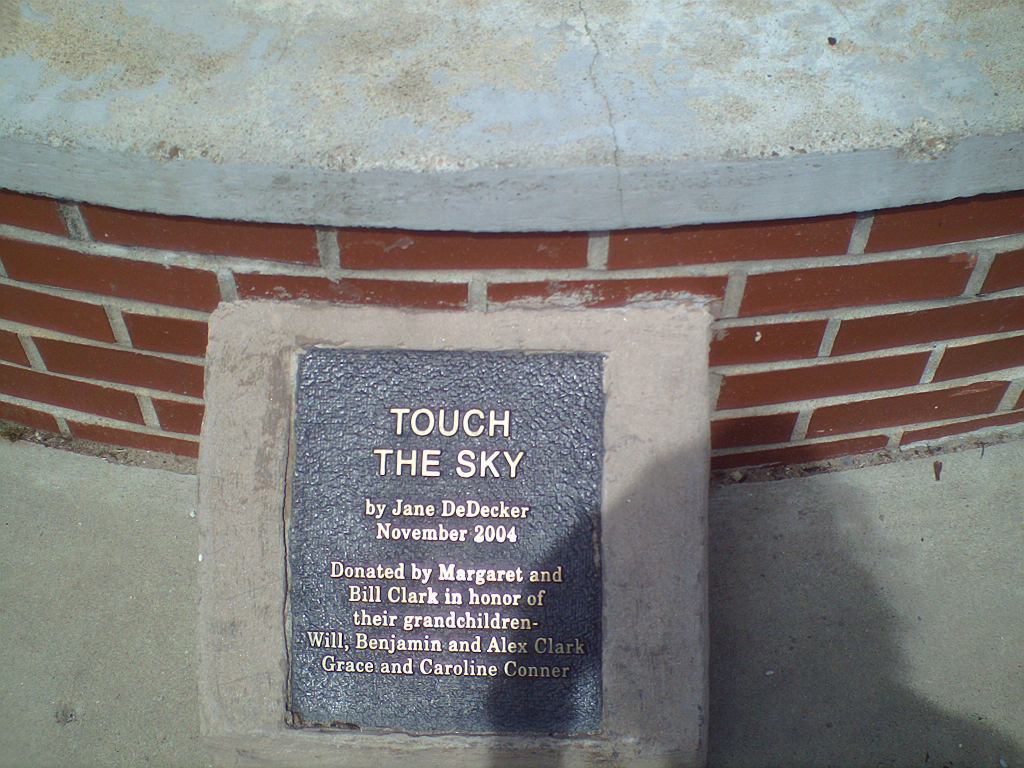 TOUCH
THE SKY
by Jane DeDecker
November 2004
Donated by Margaret and
Bill Clark in honor of
their grandchildren-
Will, Benjamin and Alex Clark
Grace and Caroline Conner